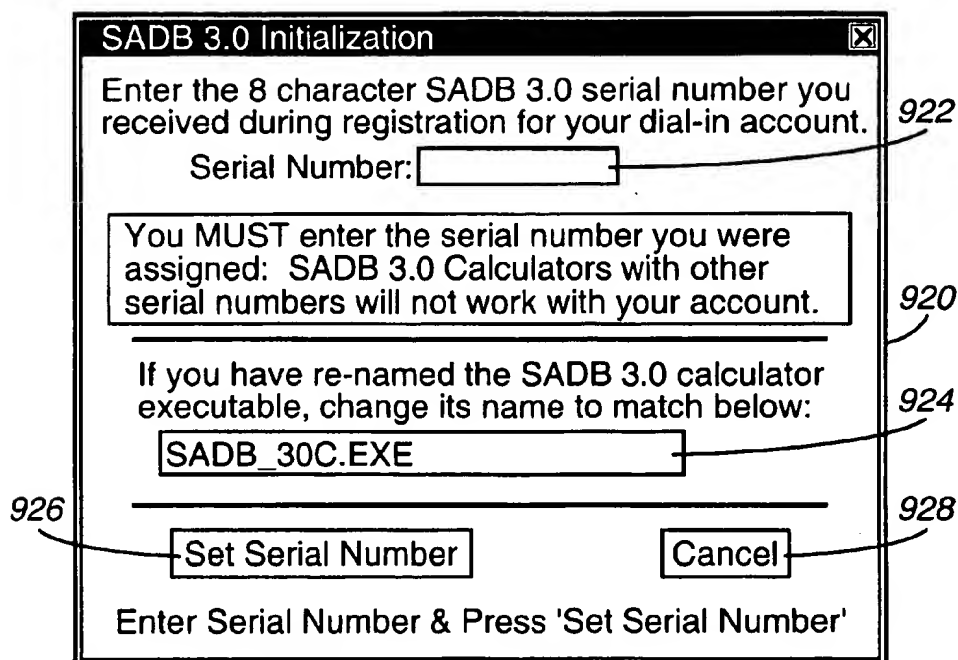 SADB 3.0 Initialization
Enter the 8 character SADB 3.0 serial number you
received during registration for your dial-in account.
922
Serial Number:
You MUST enter the serial number you were
assigned: SADB 3.0 Calculators with other
serial numbers will not work with your account.
920
If you have re-named the SADB 3.0 calculator
executable, change its name to match below:
924
SADB_30C.EXE
926
928
Set Serial Number
Cancel
Enter Serial Number & Press 'Set Serial Number'